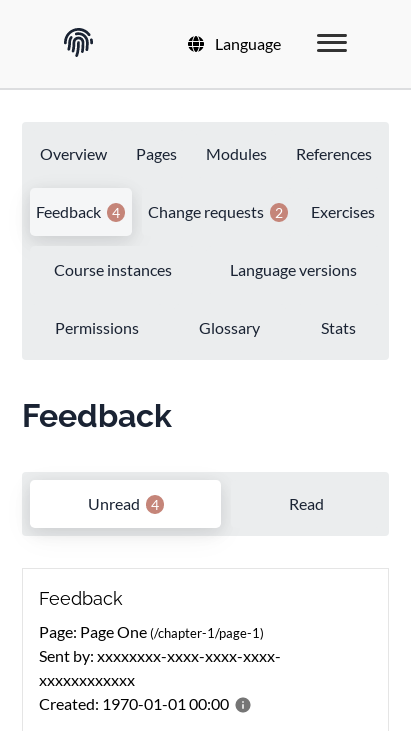 Language
Overview Pages Modules References
Feedback 4 Change requests 2 Exercises
Course instances Language versions
Permissions Glossary Stats
Feedback
Unread 4 Read
Feedback
Page: Page One (/chapter-1/page-1)
Sent by: xxxxxxxx-xxxx-xxxx-xxxx-
xxxxxxxxxxxx
Created: 1970-01-01 00:00